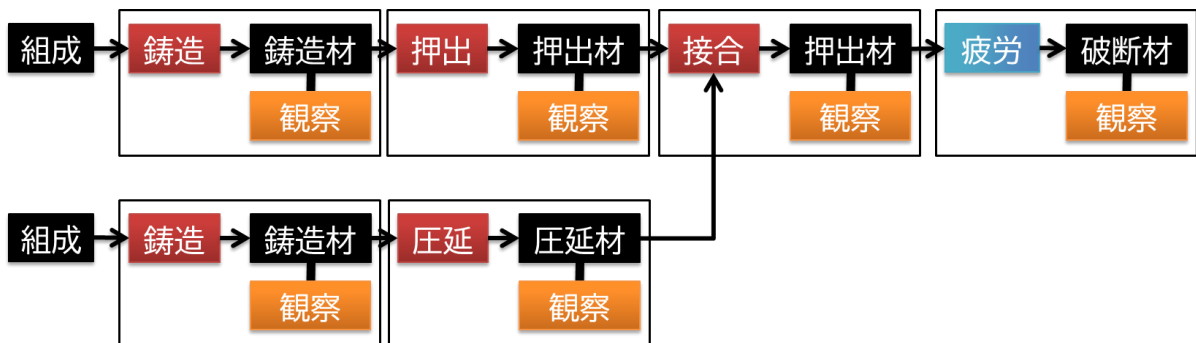 組成 鋳造 鋳造材 押出 押出材 接合 押出材 疲労 破断材
観察 観察 観察 観察
組成 鋳造 鋳造材 圧延 圧延材
観察 観察